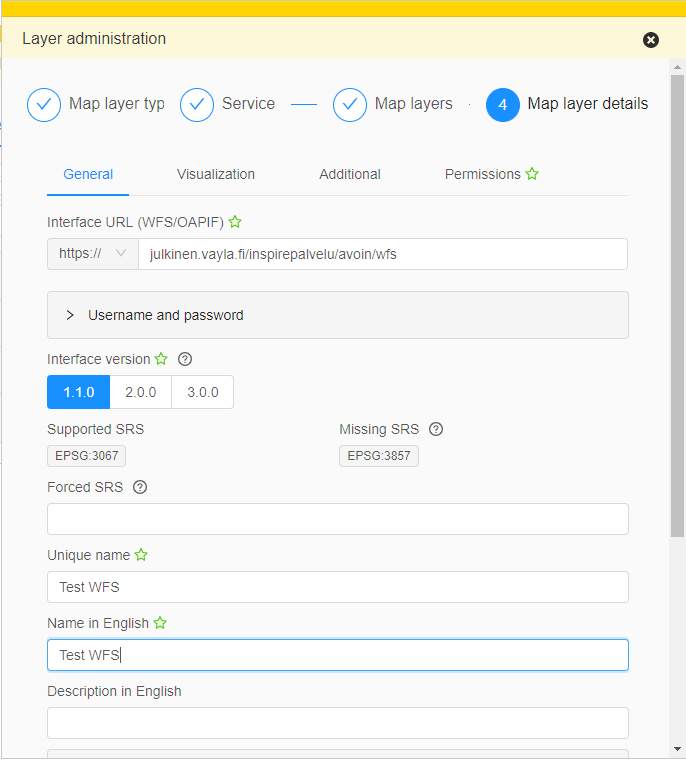 Layer administration
Map layer typ Service Map layers 4 Map layer details
General Visualization Additional Permissions
Interface URL (WFS/OAPIF)
https:// julkinen.vayla.fi/inspirepalvelu/avoin/wfs
Username and password
Interface version
1.1.0 2.0.0 3.0.0
Supported SRS Missing SRS
EPSG:3067 EPSG:3857
Forced SRS
Unique name
Test WFS
Name in English
Test WFS
Description in English